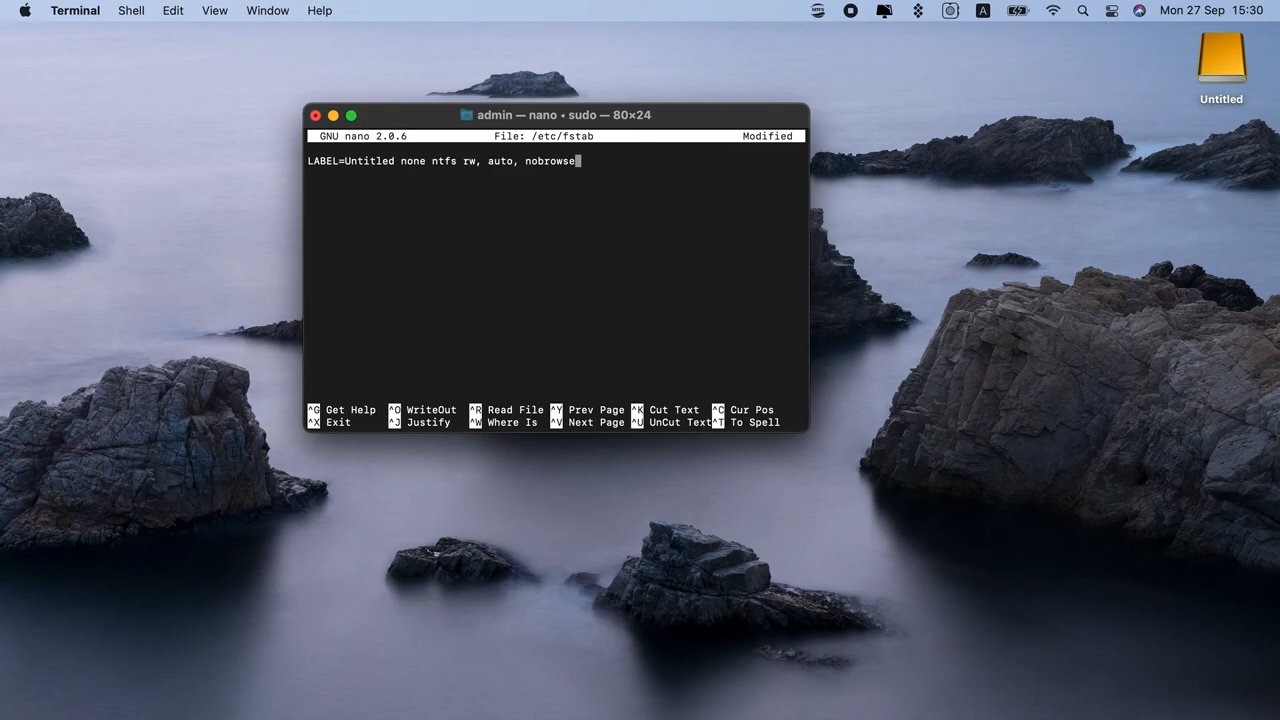 Terminal Shell Edit View Window Help A Mon 27 Sep 15:30
Untitled
admin — nano ◂ sudo — 80×24
GNU nano 2.0.6 File: /etc/fstab Modified
LABEL=Untitled none ntfs rw, auto, nobrowse
^G Get Help ^O WriteOut ^R Read File ^Y Prev Page ^K Cut Text ^C Cur Pos
^X Exit ^J Justify ^W Where Is ^V Next Page ^U UnCut Text ^T To Spell